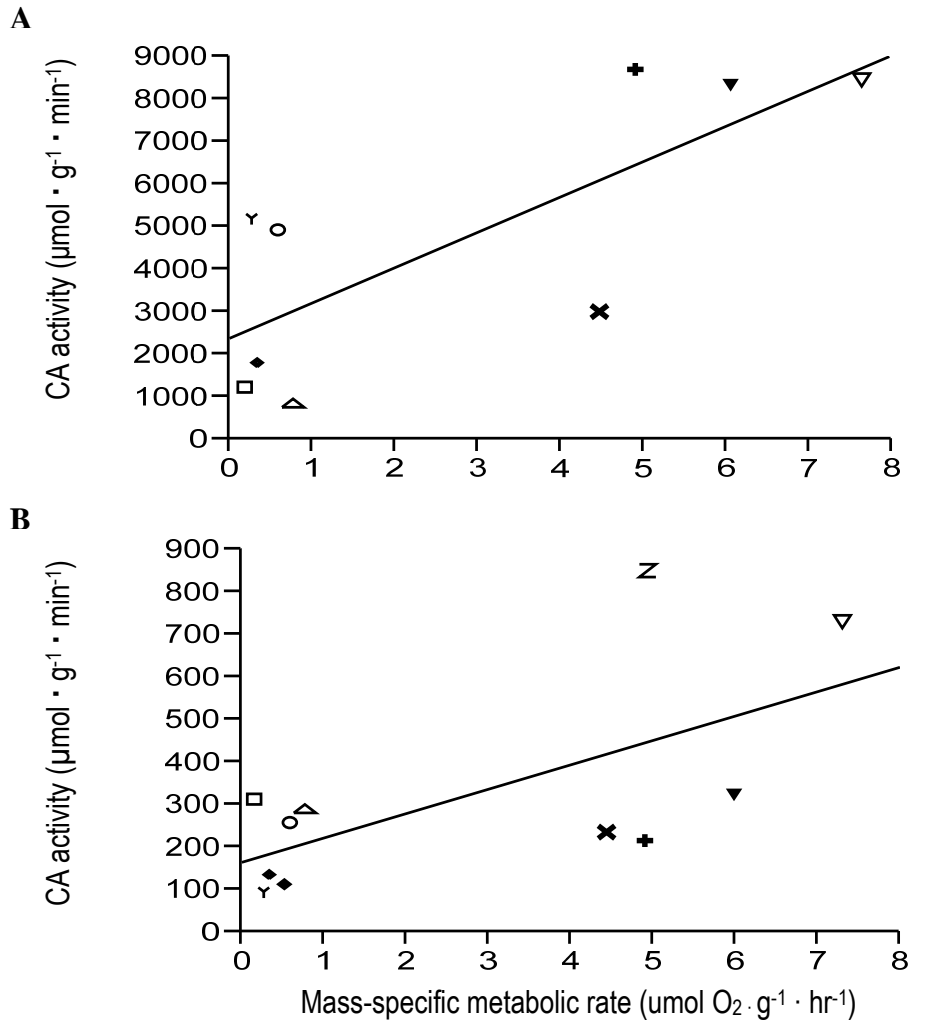 A
CA activity (µmol · g-1 · min-1)
9000
8000
7000
6000
5000
4000
3000
2000
1000
0
0 1 2 3 4 5 6 7 8
B
CA activity (µmol · g-1 · min-1)
900
800
700
600
500
400
300
200
100
0
0 1 2 3 4 5 6 7 8
Mass-specific metabolic rate (umol O2 · g-1 · hr-1)